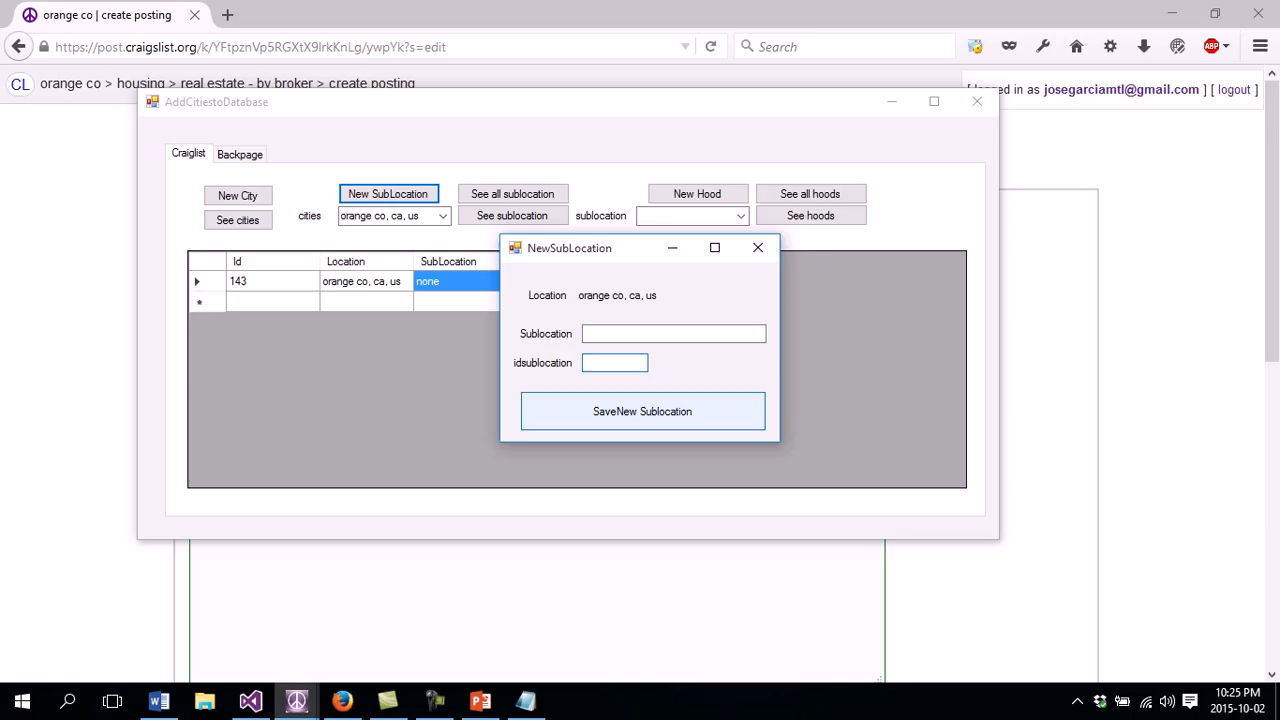 orange co | create posting
https://post.craigslist.org/k/YFtpznVp5RGXtX9IrkKnLg/ywpYk?s=edit
Search
ABP
CL orange co > housing > real estate - by broker > create posting
[ logged in as josegarciamtl@gmail.com ] [ logout ]
AddCitiestoDatabase
Craiglist Backpage
New City New SubLocation See all sublocation New Hood See all hoods
See cities cities orange co, ca, us See sublocation sublocation See hoods
NewSubLocation
Id Location SubLocation
143 orange co, ca, us none
Location orange co, ca, us
Sublocation
idsublocation
SaveNew Sublocation
10:25 PM
2015-10-02